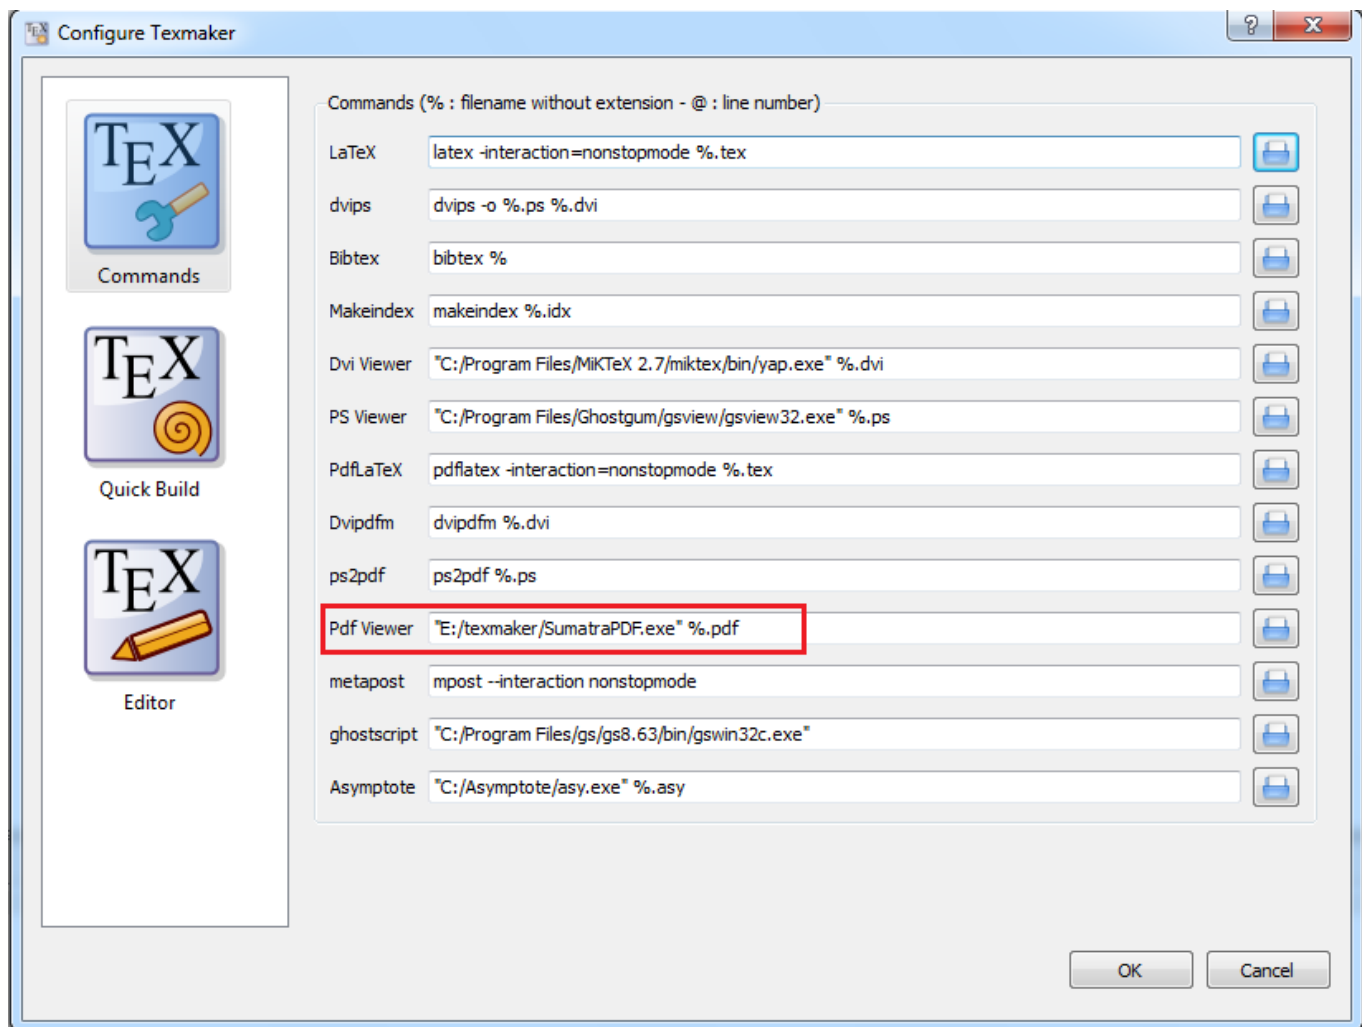 Configure Texmaker
Commands (% : filename without extension - @ : line number)
LaTeX latex -interaction=nonstopmode %.tex
dvips dvips -o %.ps %.dvi
Bibtex bibtex %
Makeindex makeindex %.idx
Dvi Viewer "C:/Program Files/MiKTeX 2.7/miktex/bin/yap.exe" %.dvi
PS Viewer "C:/Program Files/Ghostgum/gsview/gsview32.exe" %.ps
PdfLaTeX pdflatex -interaction=nonstopmode %.tex
Dvipdfm dvipdfm %.dvi
ps2pdf ps2pdf %.ps
Pdf Viewer "E:/texmaker/SumatraPDF.exe" %.pdf
metapost mpost --interaction nonstopmode
ghostscript "C:/Program Files/gs/gs8.63/bin/gswin32c.exe"
Asymptote "C:/Asymptote/asy.exe" %.asy
TEX
Commands
TEX
Quick Build
TEX
Editor
OK Cancel